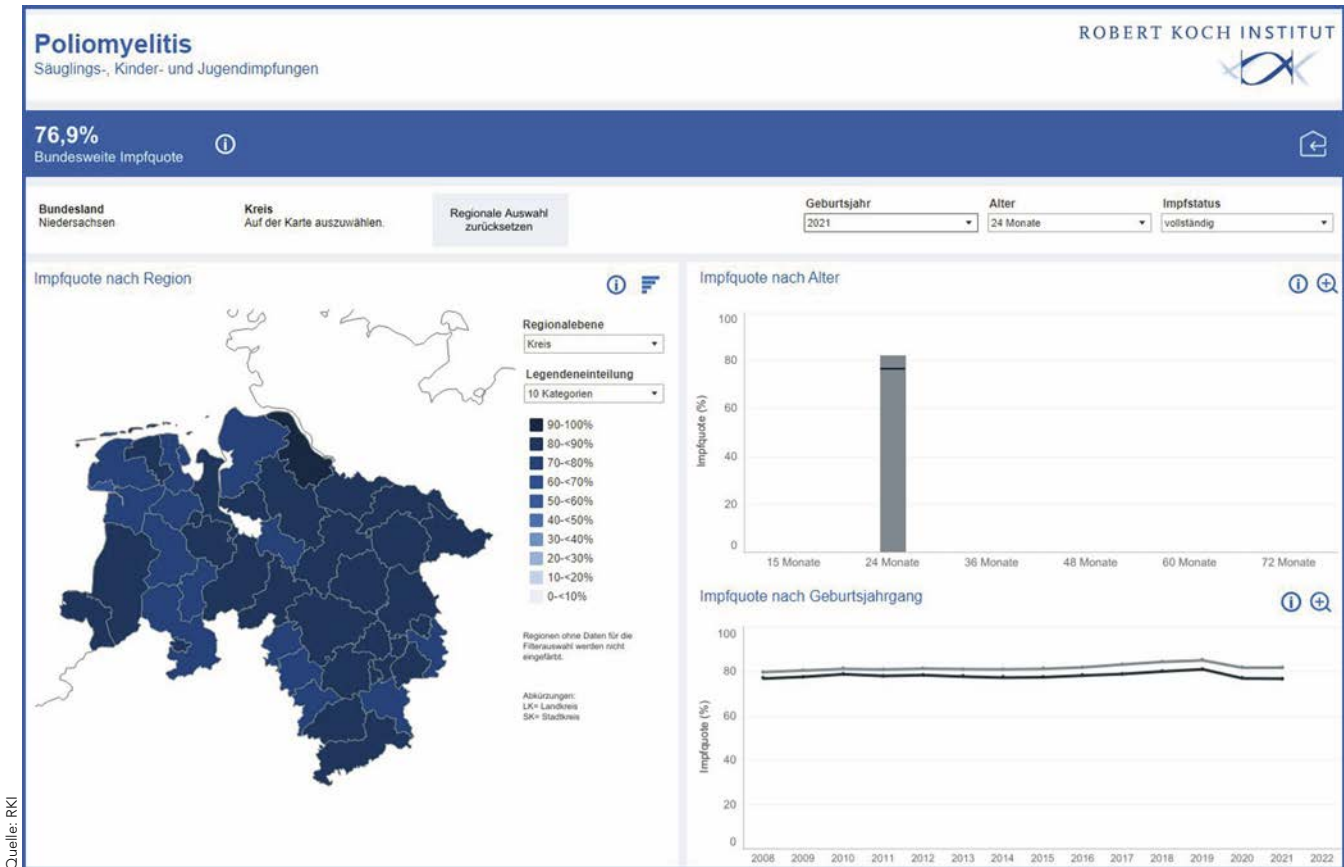 Poliomyelitis
Säuglings-, Kinder- und Jugendimpfungen
ROBERT KOCH INSTITUT
76,9%
Bundesweite Impfquote
Bundesland
Niedersachsen
Kreis
Auf der Karte auszuwählen.
Regionale Auswahl
zurücksetzen
Geburtsjahr
2021
Alter
24 Monate
Impfstatus
vollständig
Impfquote nach Region
Regionalebene
Kreis
Legendeneinteilung
10 Kategorien
90-100%
80-<90%
70-<80%
60-<70%
50-<60%
40-<50%
30-<40%
20-<30%
10-<20%
0-<10%
Regionen ohne Daten für die
Filterauswahl werden nicht
eingefärbt.
Abkürzungen:
LK= Landkreis
SK= Stadtkreis
Impfquote nach Alter
Impfquote (%)
100
80
60
40
20
0
15 Monate 24 Monate 36 Monate 48 Monate 60 Monate 72 Monate
Impfquote nach Geburtsjahrgang
Impfquote (%)
100
80
60
40
20
0
2008 2009 2010 2011 2012 2013 2014 2015 2016 2017 2018 2019 2020 2021 2022
Quelle: RKI